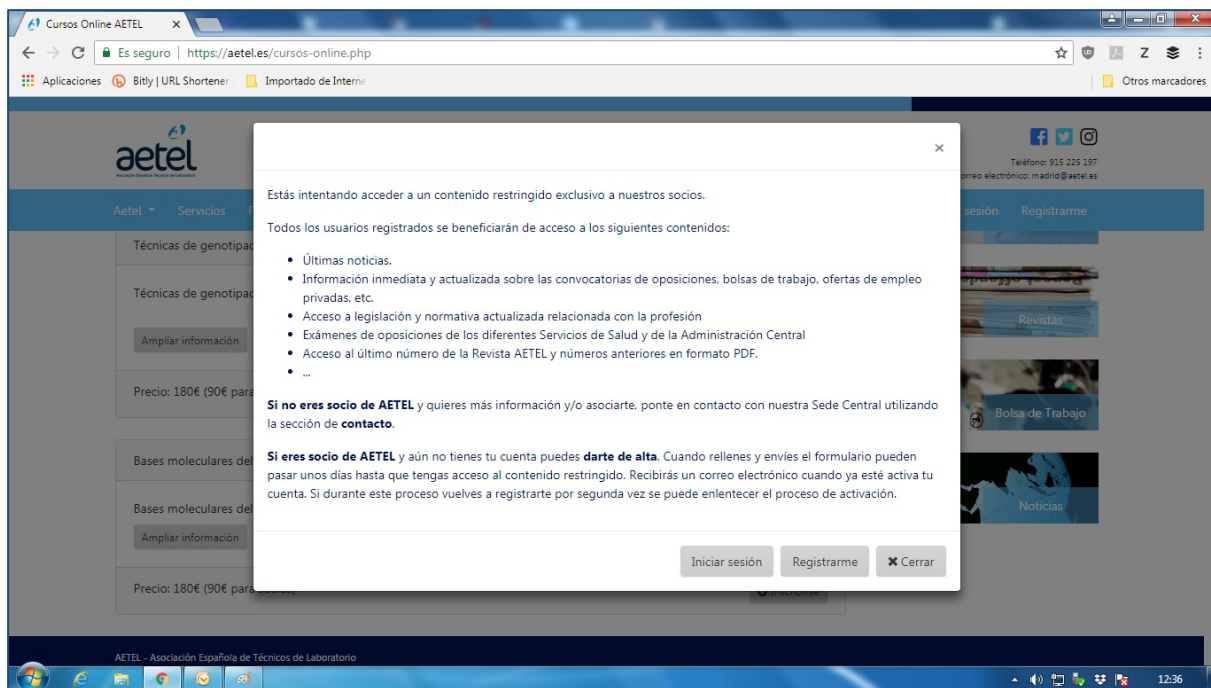 Cursos Online AETEL
Es seguro | https://aetel.es/cursos-online.php
Aplicaciones Bitly | URL Shortener Importado de Interne Otros marcadores
aetel
Asociación Española Técnicos de Laboratorio
Teléfono: 915 225 197
orreo electrónico: madrid@aetel.es
Aetel Servicios sesión Registrarme
×
Estás intentando acceder a un contenido restringido exclusivo a nuestros socios.
Todos los usuarios registrados se beneficiarán de acceso a los siguientes contenidos:
• Últimas noticias.
• Información inmediata y actualizada sobre las convocatorias de oposiciones, bolsas de trabajo, ofertas de empleo
privadas, etc.
• Acceso a legislación y normativa actualizada relacionada con la profesión
• Exámenes de oposiciones de los diferentes Servicios de Salud y de la Administración Central
• Acceso al último número de la Revista AETEL y números anteriores en formato PDF.
• ...
Si no eres socio de AETEL y quieres más información y/o asociarte, ponte en contacto con nuestra Sede Central utilizando
la sección de contacto.
Si eres socio de AETEL y aún no tienes tu cuenta puedes darte de alta. Cuando rellenes y envíes el formulario pueden
pasar unos días hasta que tengas acceso al contenido restringido. Recibirás un correo electrónico cuando ya esté activa tu
cuenta. Si durante este proceso vuelves a registrarte por segunda vez se puede enlentecer el proceso de activación.
Iniciar sesión Registrarme ✖ Cerrar
Técnicas de genotipac
Técnicas de genotipac
Ampliar información
Precio: 180€ (90€ para
Bases moleculares del
Bases moleculares del
Ampliar información
Precio: 180€ (90€ para socios) Inscribirse
Revistas
Bolsa de Trabajo
Noticias
AETEL - Asociación Española de Técnicos de Laboratorio
12:36